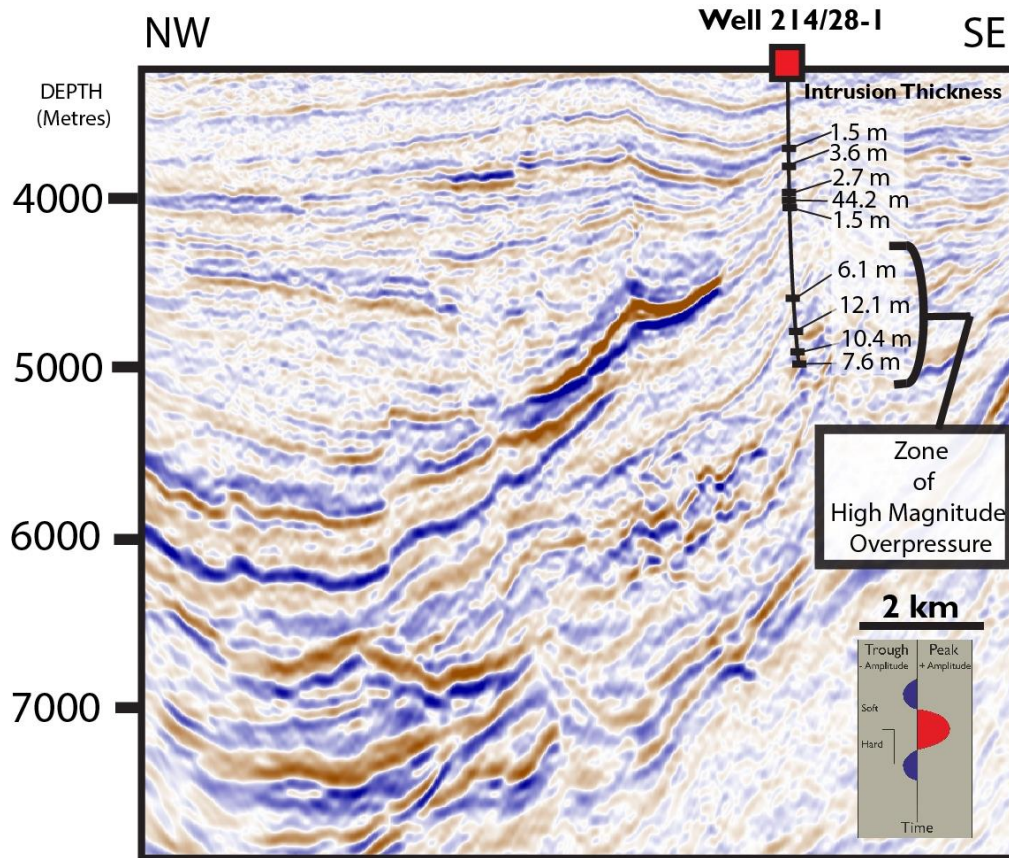 NW
Well 214/28-1
SE
DEPTH
(Metres)
Intrusion Thickness
1.5 m
3.6 m
2.7 m
44.2 m
1.5 m
6.1 m
12.1 m
10.4 m
7.6 m
4000
5000
6000
7000
Zone
of
High Magnitude
Overpressure
2 km
Trough
- Amplitude
Peak
+ Amplitude
Soft
Hard
Time